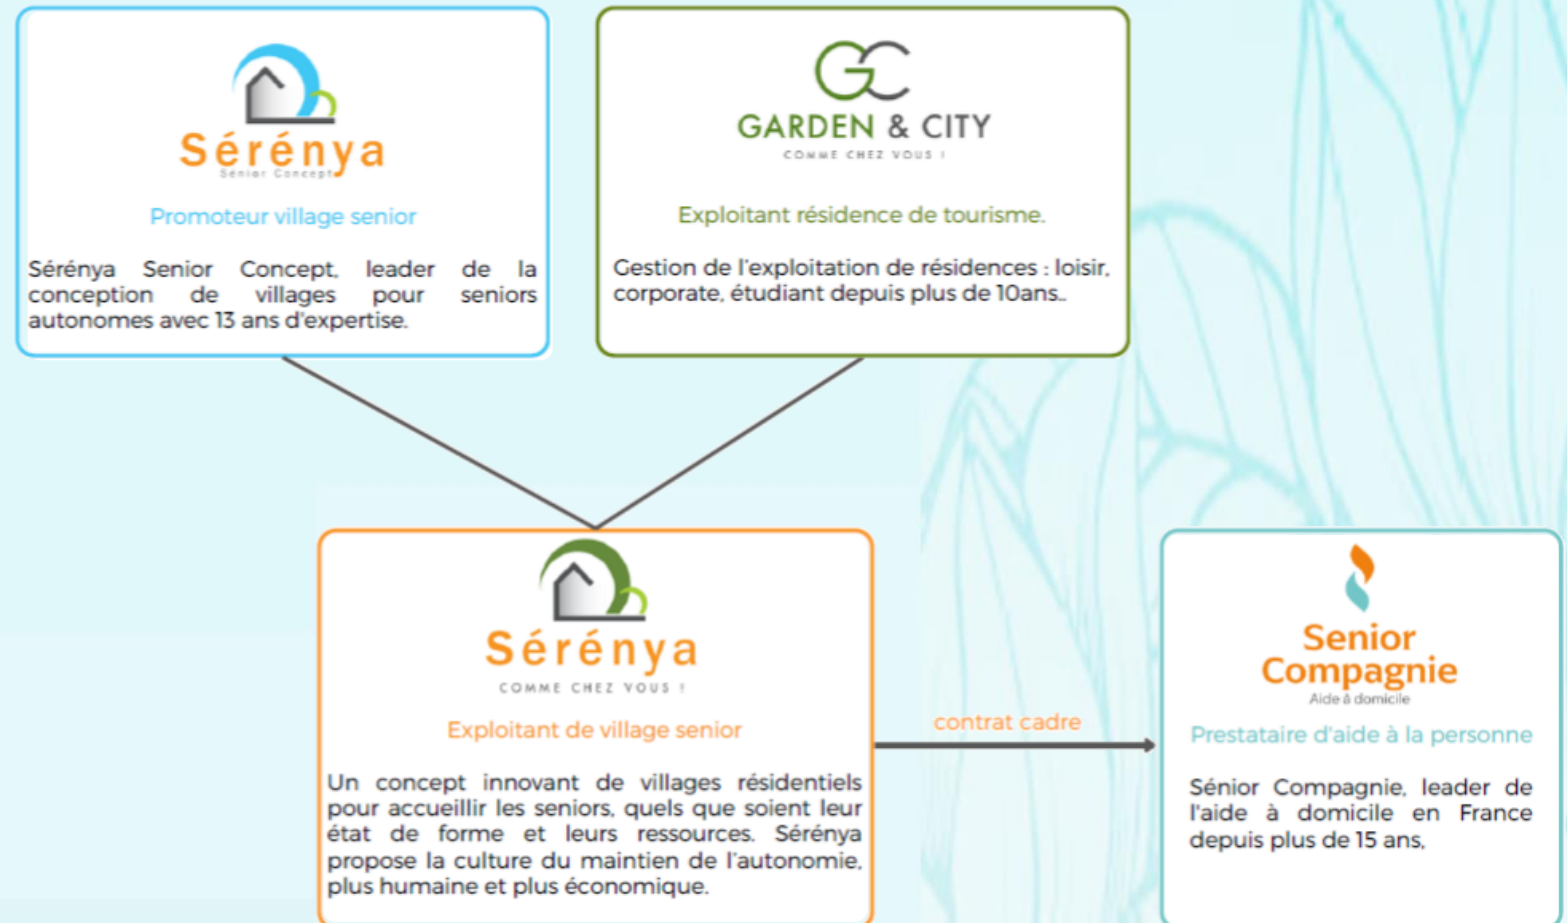 Sérénya
Sénior Concept
Promoteur village senior
Sérénya Senior Concept, leader de la
conception de villages pour seniors
autonomes avec 13 ans d'expertise.
GC
GARDEN & CITY
COMME CHEZ VOUS !
Exploitant résidence de tourisme.
Gestion de l'exploitation de résidences : loisir,
corporate, étudiant depuis plus de 10ans..
Sérénya
COMME CHEZ VOUS !
Exploitant de village senior
Un concept innovant de villages résidentiels
pour accueillir les seniors, quels que soient leur
état de forme et leurs ressources. Sérénya
propose la culture du maintien de l'autonomie,
plus humaine et plus économique.
contrat cadre
Senior
Compagnie
Aide à domicile
Prestataire d'aide à la personne
Sénior Compagnie, leader de
l'aide à domicile en France
depuis plus de 15 ans,